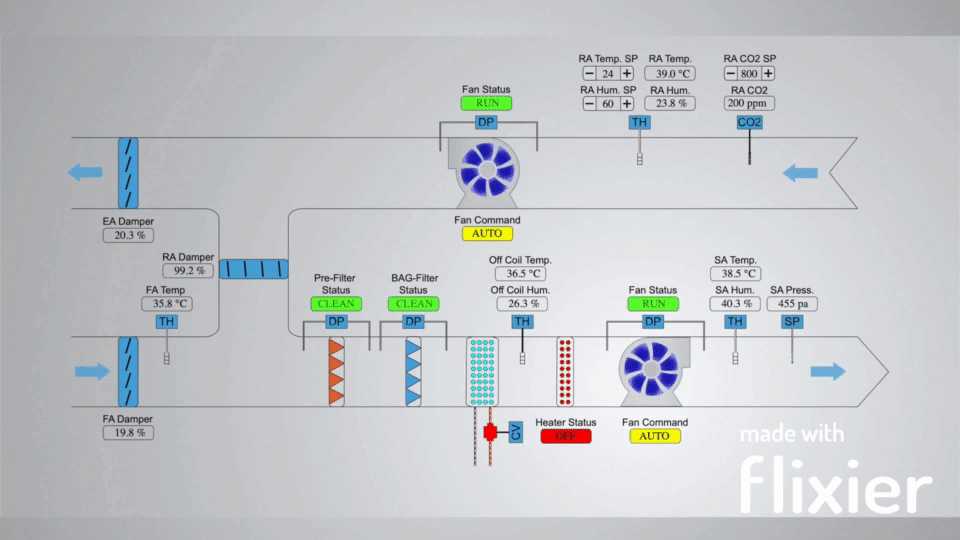 RA Temp. SP
RA Temp.
RA CO2 SP
− 24 +
39.0 °C
− 800 +
RA Hum. SP
RA Hum.
RA CO2
− 60 +
23.8 %
200 ppm
Fan Status
RUN
DP
TH
CO2
Fan Command
AUTO
EA Damper
20.3 %
RA Damper
99.2 %
FA Temp
35.8 °C
TH
Pre-Filter
Status
CLEAN
DP
BAG-Filter
Status
CLEAN
DP
Off Coil Temp.
36.5 °C
Off Coil Hum.
26.3 %
TH
Fan Status
RUN
DP
SA Temp.
38.5 °C
SA Hum.
40.3 %
TH
SA Press.
455 pa
SP
FA Damper
19.8 %
CV
Heater Status
OFF
Fan Command
AUTO
made with
flixier